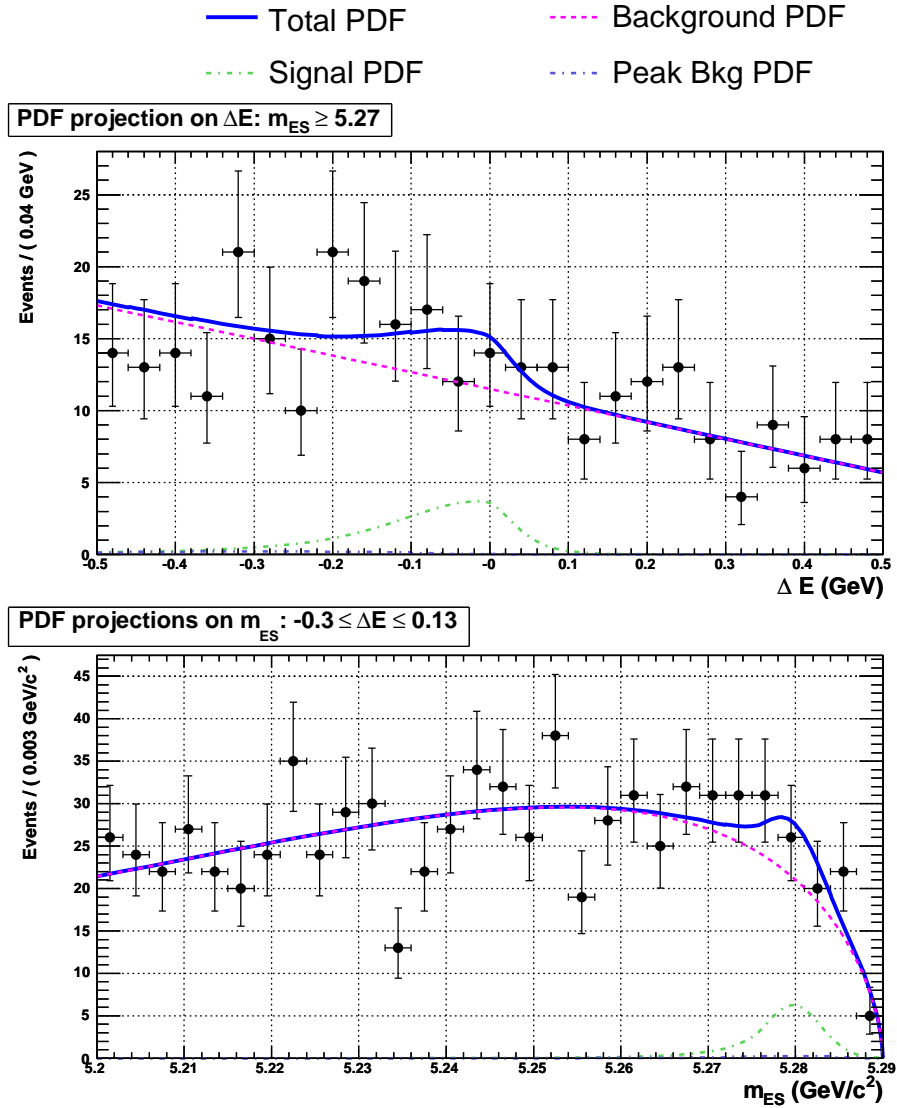 Total PDF Background PDF
Signal PDF Peak Bkg PDF
PDF projection on ΔE: m_ES ≥ 5.27
Events / ( 0.04 GeV )
25
20
15
10
5
0
-0.5 -0.4 -0.3 -0.2 -0.1 -0 0.1 0.2 0.3 0.4 0.5
Δ E (GeV)
PDF projections on m_ES: -0.3 ≤ ΔE ≤ 0.13
Events / ( 0.003 GeV/c² )
45
40
35
30
25
20
15
10
5
0
5.2 5.21 5.22 5.23 5.24 5.25 5.26 5.27 5.28 5.29
m_ES (GeV/c²)